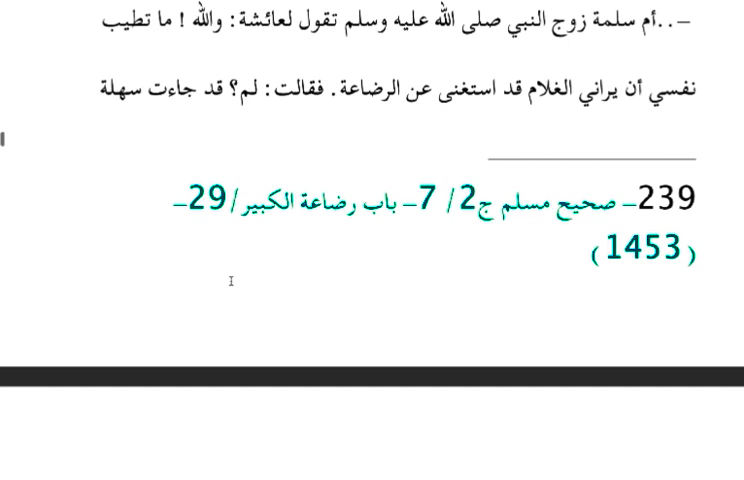 -..أم سلمة زوج النبي صلى الله عليه وسلم تقول لعائشة: والله ! ما تطيب
نفسي أن يراني الغلام قد استغنى عن الرضاعة. فقالت: لم؟ قد جاءت سهلة
239- صحيح مسلم ج2/ 7- باب رضاعة الكبير/29-
(1453)